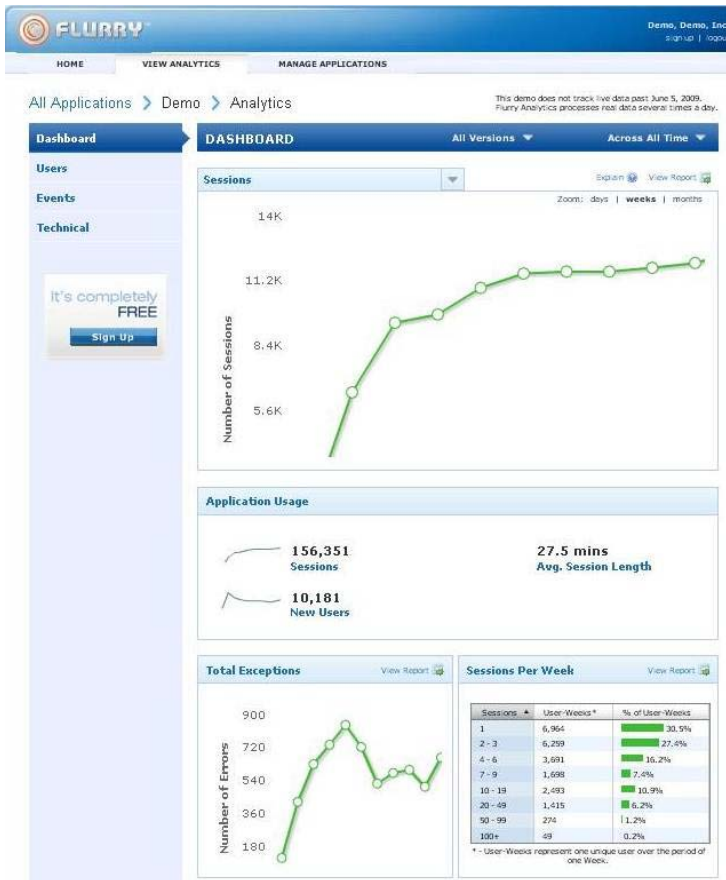 FLURRY
Demo, Demo, Inc
sign up | logou
HOME VIEW ANALYTICS MANAGE APPLICATIONS
All Applications > Demo > Analytics
This demo does not track live data past June 5, 2009.
Flurry Analytics processes real data several times a day.
Dashboard
Users
Events
Technical
It's completely
FREE
Sign Up
DASHBOARD All Versions Across All Time
Sessions Explain View Report
Zoom: days | weeks | months
14K
11.2K
8.4K
5.6K
Number of Sessions
Application Usage
156,351
Sessions
27.5 mins
Avg. Session Length
10,181
New Users
Total Exceptions View Report
900
720
540
360
180
Number of Errors
Sessions Per Week View Report
Sessions User-Weeks* % of User-Weeks
1 6,964 30.5%
2 - 3 6,259 27.4%
4 - 6 3,691 16.2%
7 - 9 1,698 7.4%
10 - 19 2,493 10.9%
20 - 49 1,415 6.2%
50 - 99 274 1.2%
100+ 49 0.2%
* - User-Weeks represent one unique user over the period of
one Week.